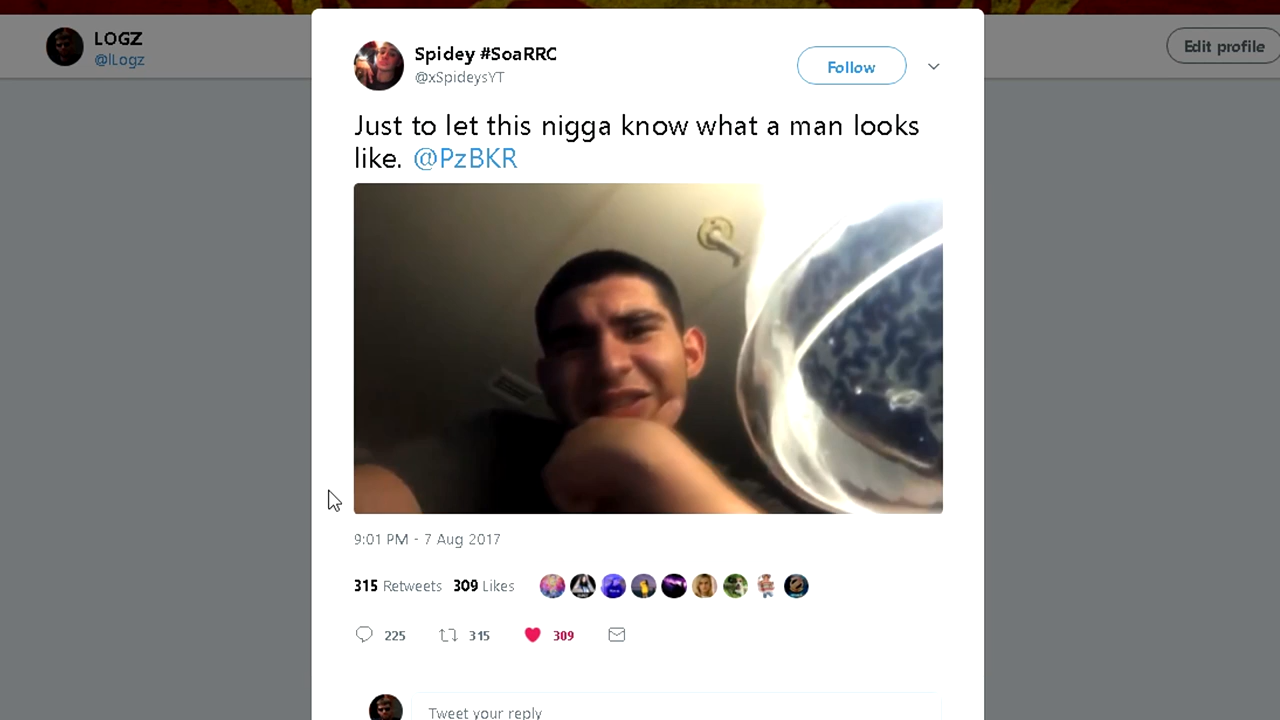 LOGZ
@lLogz
Edit profile
Spidey #SoaRRC
@xSpideysYT
Follow
Just to let this nigga know what a man looks
like. @PzBKR
9:01 PM - 7 Aug 2017
315 Retweets 309 Likes
225 315 309
Tweet your reply